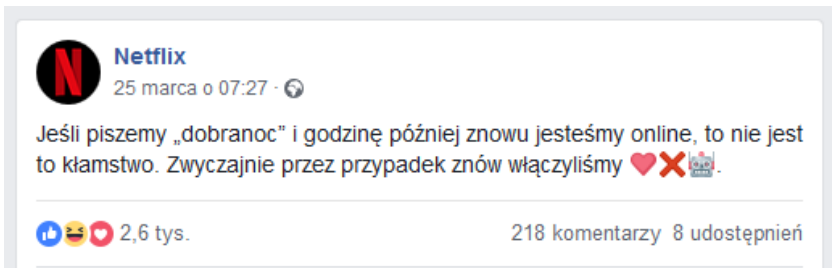 Netflix
25 marca o 07:27 ·
Jeśli piszemy „dobranoc” i godzinę później znowu jesteśmy online, to nie jest
to kłamstwo. Zwyczajnie przez przypadek znów włączyliśmy ❤️❌🤖.
2,6 tys. 218 komentarzy 8 udostępnień